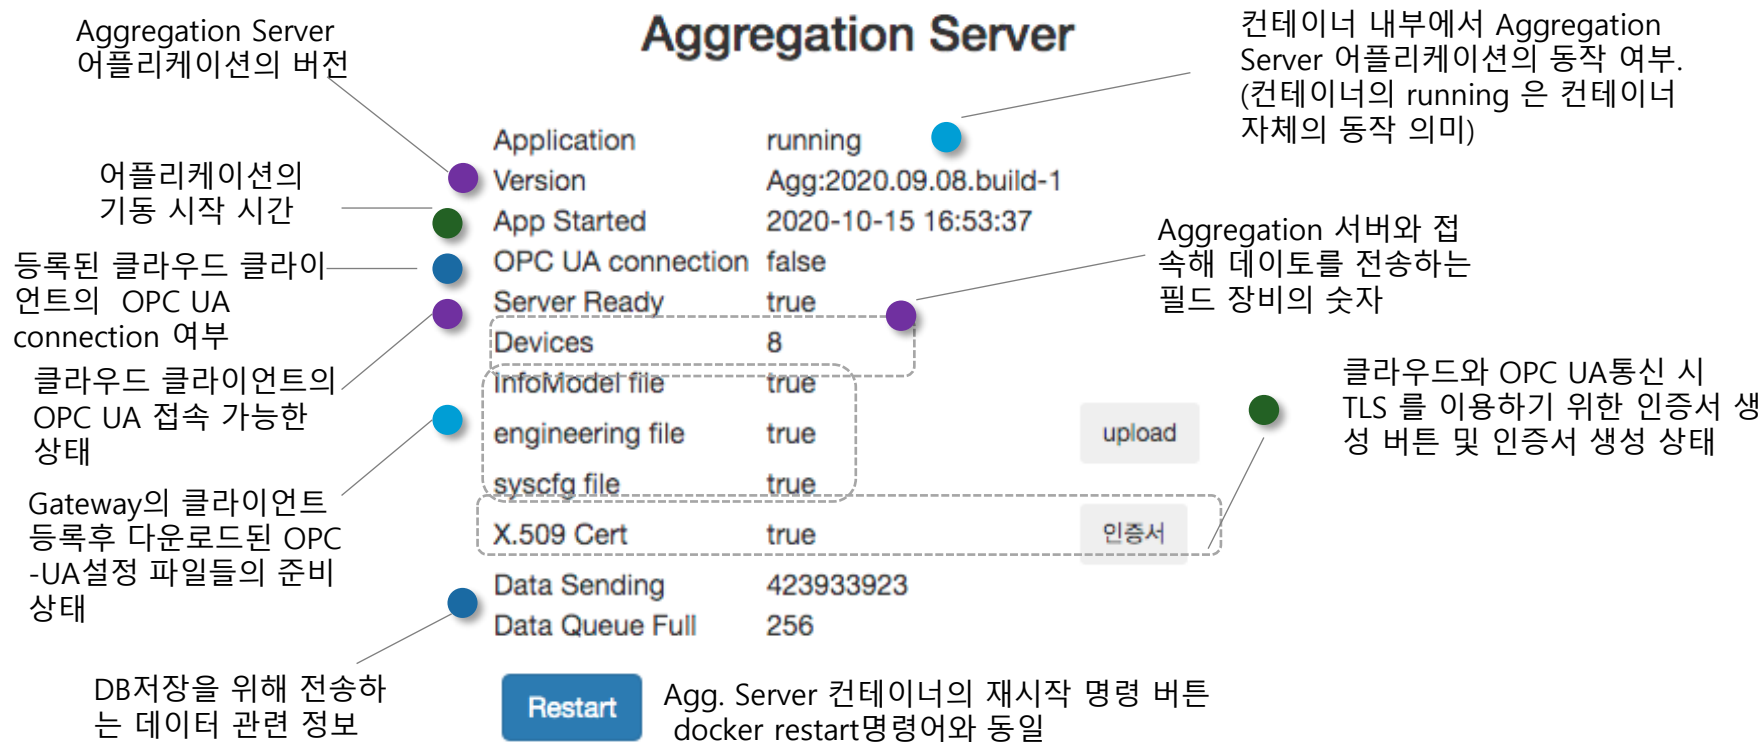 Aggregation Server
Aggregation Server
어플리케이션의 버전
컨테이너 내부에서 Aggregation
Server 어플리케이션의 동작 여부.
(컨테이너의 running 은 컨테이너
자체의 동작 의미)
Application running
Version Agg:2020.09.08.build-1
App Started 2020-10-15 16:53:37
OPC UA connection false
Server Ready true
Devices 8
InfoModel file true
engineering file true upload
syscfg file true
X.509 Cert true 인증서
Data Sending 423933923
Data Queue Full 256
Restart
어플리케이션의
기동 시작 시간
등록된 클라우드 클라이
언트의 OPC UA
connection 여부
클라우드 클라이언트의
OPC UA 접속 가능한
상태
Gateway의 클라이언트
등록후 다운로드된 OPC
-UA설정 파일들의 준비
상태
DB저장을 위해 전송하
는 데이터 관련 정보
Aggregation 서버와 접
속해 데이토를 전송하는
필드 장비의 숫자
클라우드와 OPC UA통신 시
TLS 를 이용하기 위한 인증서 생
성 버튼 및 인증서 생성 상태
Agg. Server 컨테이너의 재시작 명령 버튼
docker restart명령어와 동일